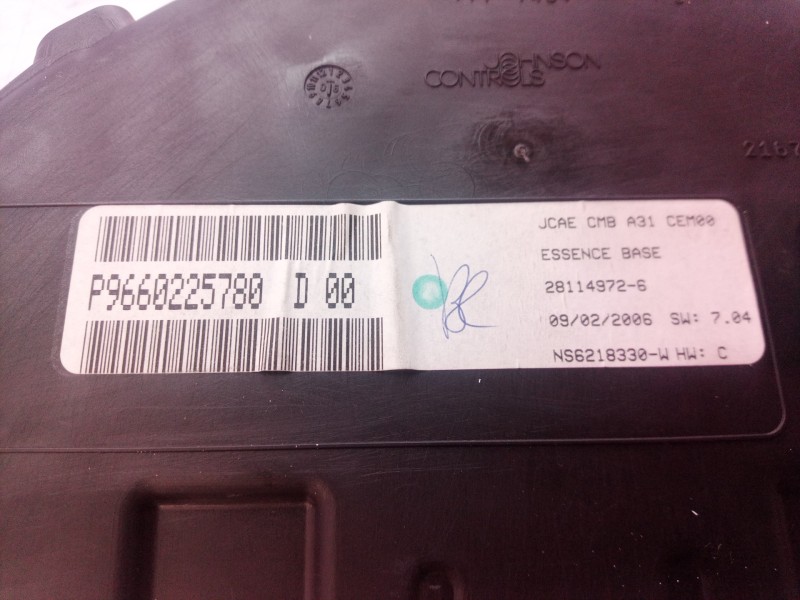 JOHNSON
CONTROLS
2167
P9660225780 D 00
JCAE CMB A31 CEM00
ESSENCE BASE
28114972-6
09/02/2006 SW: 7.04
NS6218330-W HW: C